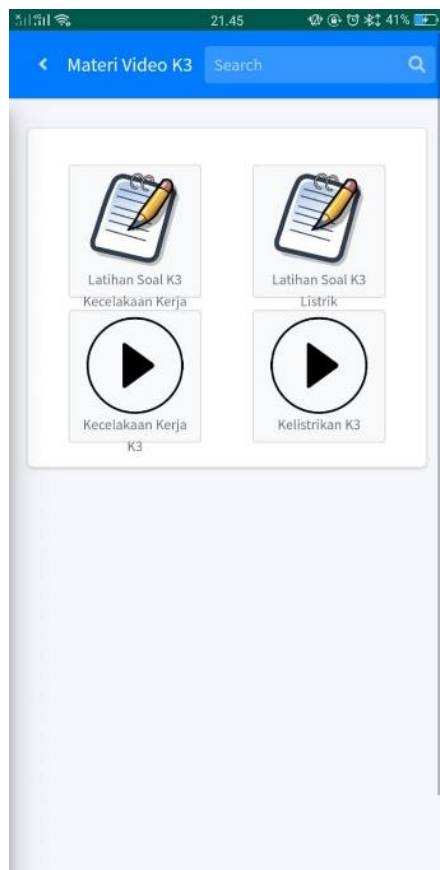 21.45
41%
Materi Video K3
Search
Latihan Soal K3
Kecelakaan Kerja
Latihan Soal K3
Listrik
Kecelakaan Kerja
K3
Kelistrikan K3